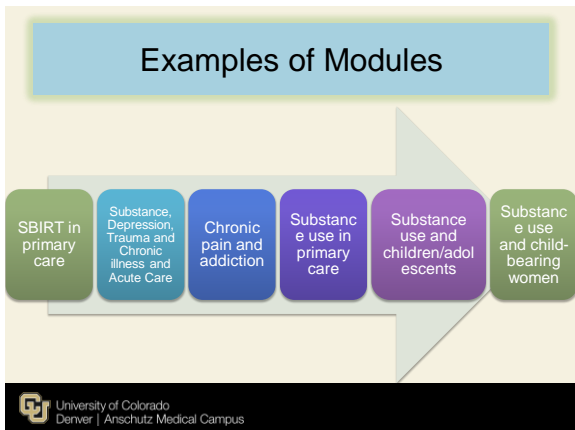 Examples of Modules
SBIRT in
primary
care
Substance,
Depression,
Trauma and
Chronic
illness and
Acute Care
Chronic
pain and
addiction
Substanc
e use in
primary
care
Substance
use and
children/adol
escents
Substanc
e use
and child-
bearing
women
CU
University of Colorado
Denver | Anschutz Medical Campus